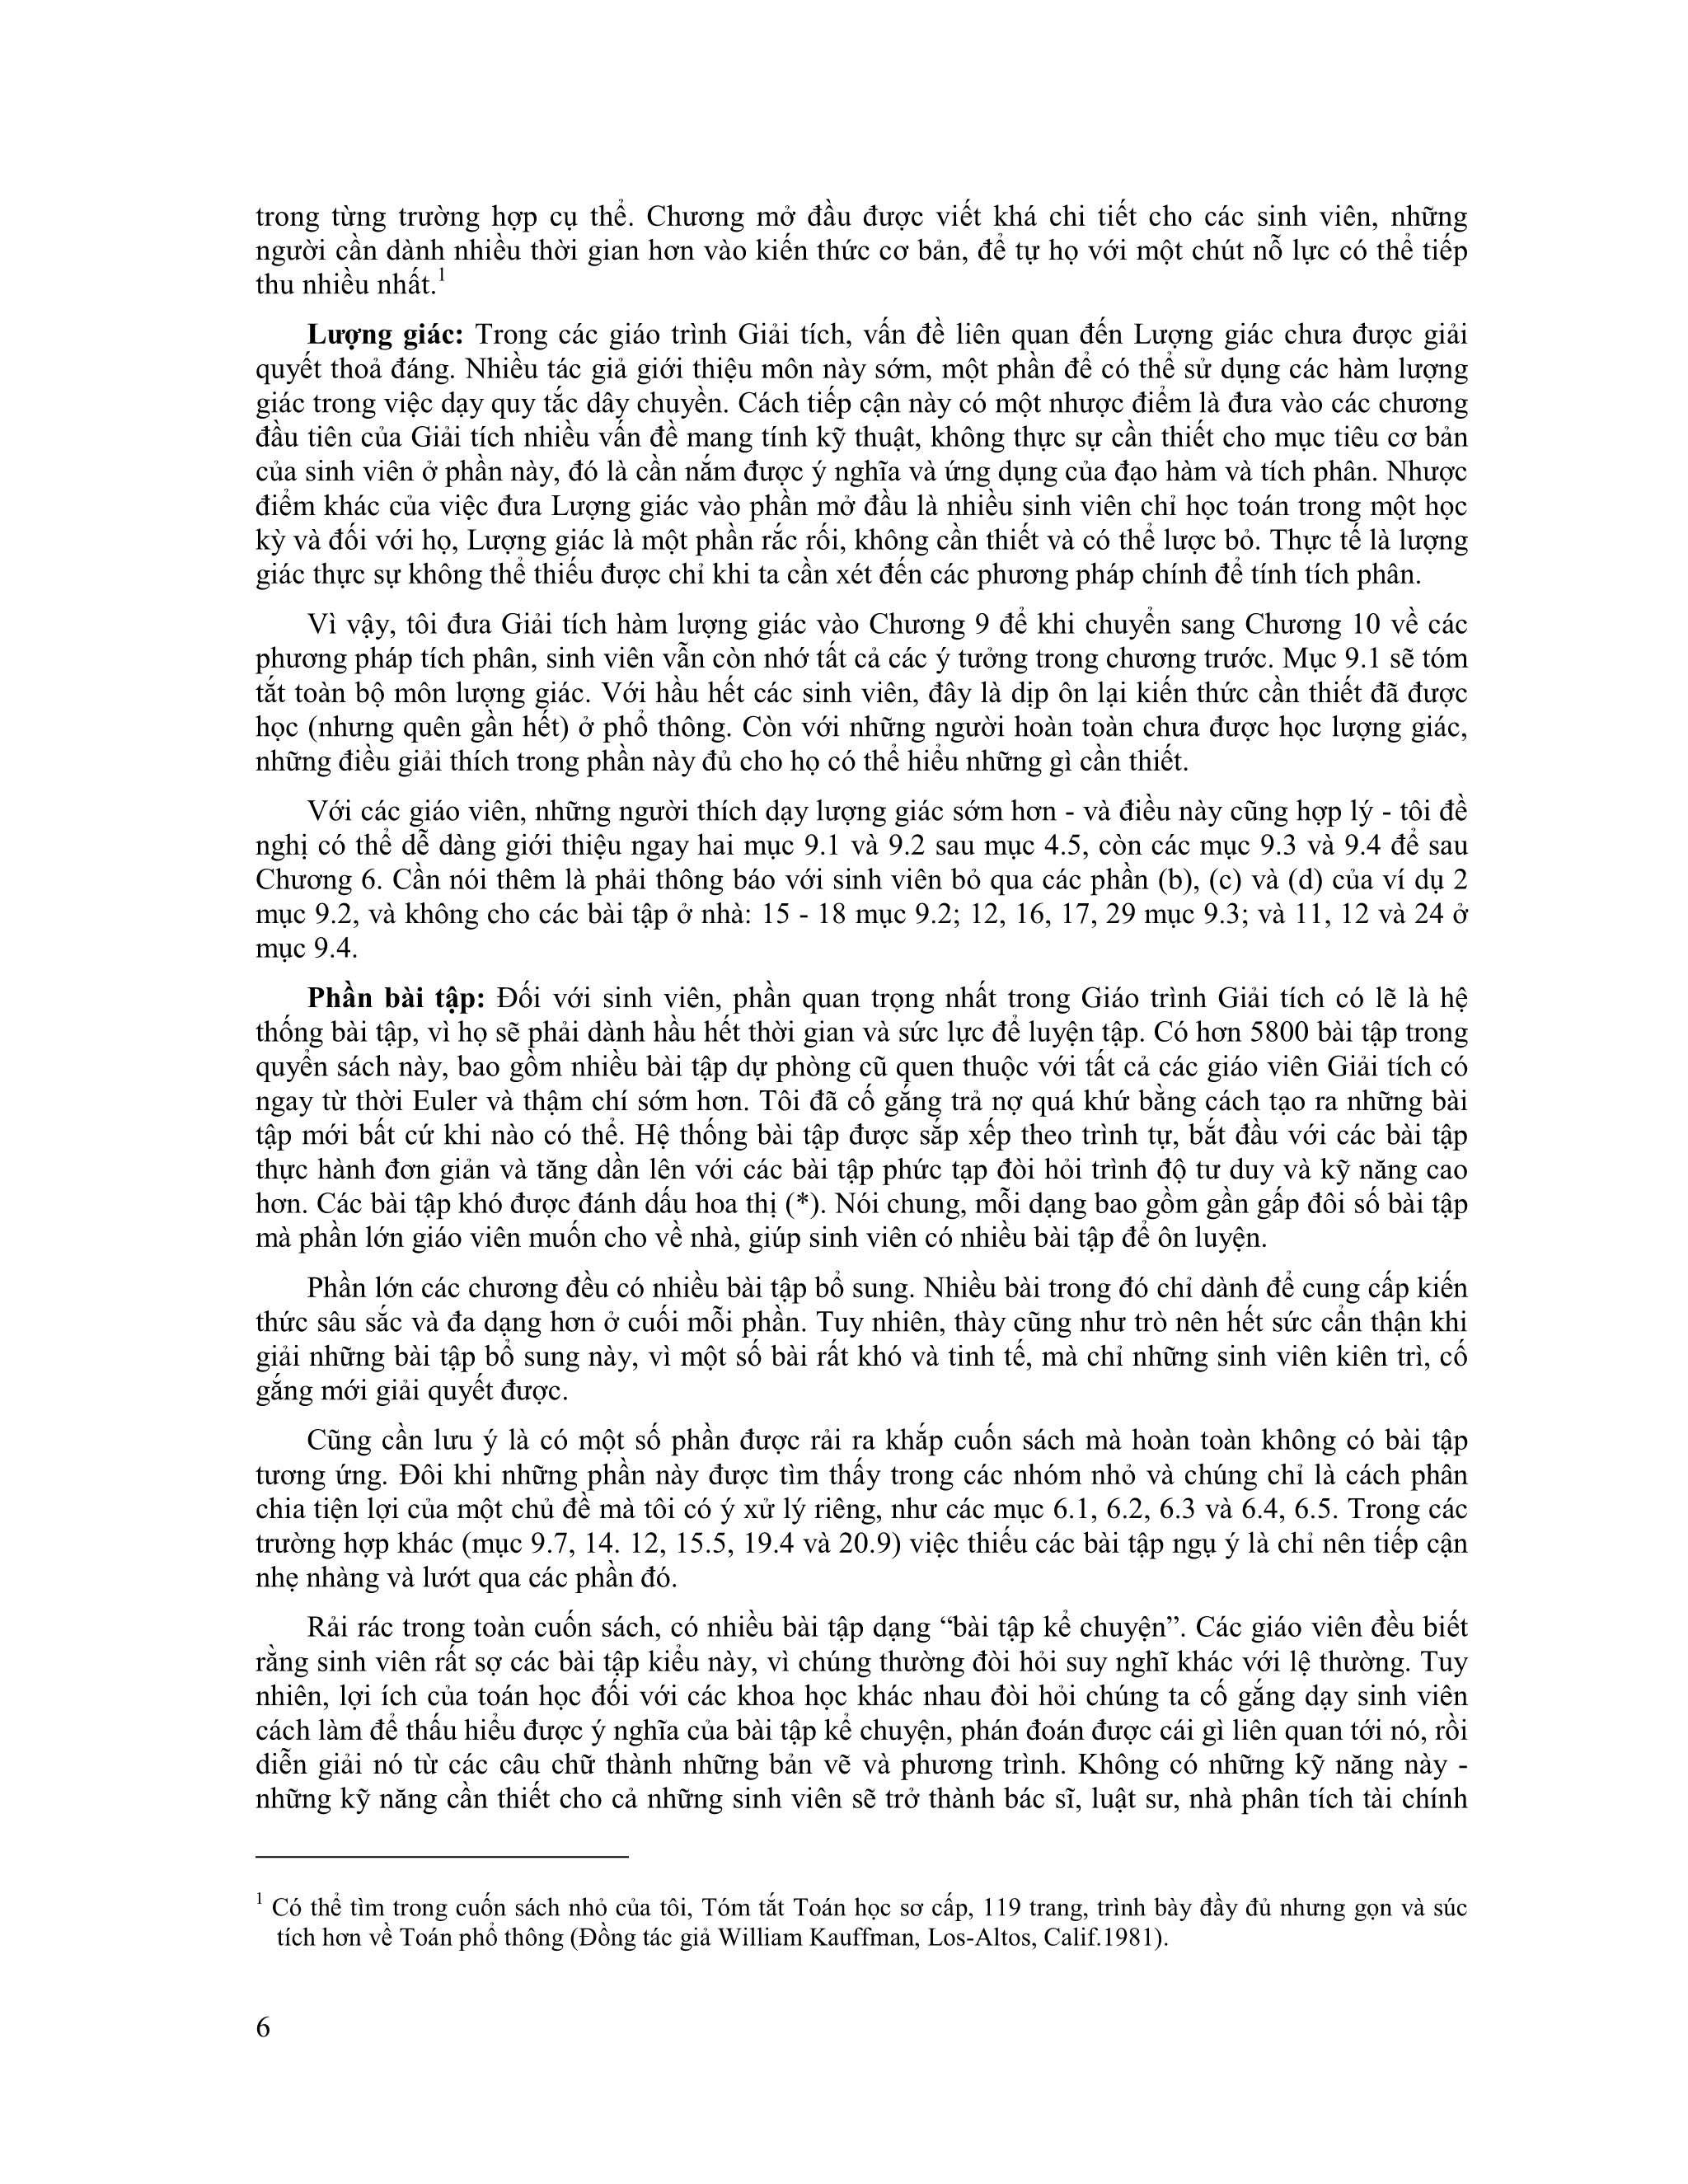 trong từng trường hợp cụ thể. Chương mở đầu được viết khá chi tiết cho các sinh viên, những
người cần dành nhiều thời gian hơn vào kiến thức cơ bản, để tự họ với một chút nỗ lực có thể tiếp
thu nhiều nhất.1
Lượng giác: Trong các giáo trình Giải tích, vấn đề liên quan đến Lượng giác chưa được giải
quyết thoả đáng. Nhiều tác giả giới thiệu môn này sớm, một phần để có thể sử dụng các hàm lượng
giác trong việc dạy quy tắc dây chuyền. Cách tiếp cận này có một nhược điểm là đưa vào các chương
đầu tiên của Giải tích nhiều vấn đề mang tính kỹ thuật, không thực sự cần thiết cho mục tiêu cơ bản
của sinh viên ở phần này, đó là cần nắm được ý nghĩa và ứng dụng của đạo hàm và tích phân. Nhược
điểm khác của việc đưa Lượng giác vào phần mở đầu là nhiều sinh viên chỉ học toán trong một học
kỳ và đối với họ, Lượng giác là một phần rắc rối, không cần thiết và có thể lược bỏ. Thực tế là lượng
giác thực sự không thể thiếu được chỉ khi ta cần xét đến các phương pháp chính để tính tích phân.
Vì vậy, tôi đưa Giải tích hàm lượng giác vào Chương 9 để khi chuyển sang Chương 10 về các
phương pháp tích phân, sinh viên vẫn còn nhớ tất cả các ý tưởng trong chương trước. Mục 9.1 sẽ tóm
tắt toàn bộ môn lượng giác. Với hầu hết các sinh viên, đây là dịp ôn lại kiến thức cần thiết đã được
học (nhưng quên gần hết) ở phổ thông. Còn với những người hoàn toàn chưa được học lượng giác,
những điều giải thích trong phần này đủ cho họ có thể hiểu những gì cần thiết.
Với các giáo viên, những người thích dạy lượng giác sớm hơn - và điều này cũng hợp lý - tôi đề
nghị có thể dễ dàng giới thiệu ngay hai mục 9.1 và 9.2 sau mục 4.5, còn các mục 9.3 và 9.4 để sau
Chương 6. Cần nói thêm là phải thông báo với sinh viên bỏ qua các phần (b), (c) và (d) của ví dụ 2
mục 9.2, và không cho các bài tập ở nhà: 15 - 18 mục 9.2; 12, 16, 17, 29 mục 9.3; và 11, 12 và 24 ở
mục 9.4.
Phần bài tập: Đối với sinh viên, phần quan trọng nhất trong Giáo trình Giải tích có lẽ là hệ
thống bài tập, vì họ sẽ phải dành hầu hết thời gian và sức lực để luyện tập. Có hơn 5800 bài tập trong
quyển sách này, bao gồm nhiều bài tập dự phòng cũ quen thuộc với tất cả các giáo viên Giải tích có
ngay từ thời Euler và thậm chí sớm hơn. Tôi đã cố gắng trả nợ quá khứ bằng cách tạo ra những bài
tập mới bất cứ khi nào có thể. Hệ thống bài tập được sắp xếp theo trình tự, bắt đầu với các bài tập
thực hành đơn giản và tăng dần lên với các bài tập phức tạp đòi hỏi trình độ tư duy và kỹ năng cao
hơn. Các bài tập khó được đánh dấu hoa thị (*). Nói chung, mỗi dạng bao gồm gần gấp đôi số bài tập
mà phần lớn giáo viên muốn cho về nhà, giúp sinh viên có nhiều bài tập để ôn luyện.
Phần lớn các chương đều có nhiều bài tập bổ sung. Nhiều bài trong đó chỉ dành để cung cấp kiến
thức sâu sắc và đa dạng hơn ở cuối mỗi phần. Tuy nhiên, thày cũng như trò nên hết sức cẩn thận khi
giải những bài tập bổ sung này, vì một số bài rất khó và tinh tế, mà chỉ những sinh viên kiên trì, cố
gắng mới giải quyết được.
Cũng cần lưu ý là có một số phần được rải ra khắp cuốn sách mà hoàn toàn không có bài tập
tương ứng. Đôi khi những phần này được tìm thấy trong các nhóm nhỏ và chúng chỉ là cách phân
chia tiện lợi của một chủ đề mà tôi có ý xử lý riêng, như các mục 6.1, 6.2, 6.3 và 6.4, 6.5. Trong các
trường hợp khác (mục 9.7, 14. 12, 15.5, 19.4 và 20.9) việc thiếu các bài tập ngụ ý là chỉ nên tiếp cận
nhẹ nhàng và lướt qua các phần đó.
Rải rác trong toàn cuốn sách, có nhiều bài tập dạng “bài tập kể chuyện”. Các giáo viên đều biết
rằng sinh viên rất sợ các bài tập kiểu này, vì chúng thường đòi hỏi suy nghĩ khác với lệ thường. Tuy
nhiên, lợi ích của toán học đối với các khoa học khác nhau đòi hỏi chúng ta cố gắng dạy sinh viên
cách làm để thấu hiểu được ý nghĩa của bài tập kể chuyện, phán đoán được cái gì liên quan tới nó, rồi
diễn giải nó từ các câu chữ thành những bản vẽ và phương trình. Không có những kỹ năng này -
những kỹ năng cần thiết cho cả những sinh viên sẽ trở thành bác sĩ, luật sư, nhà phân tích tài chính
1 Có thể tìm trong cuốn sách nhỏ của tôi, Tóm tắt Toán học sơ cấp, 119 trang, trình bày đầy đủ nhưng gọn và súc
tích hơn về Toán phổ thông (Đồng tác giả William Kauffman, Los-Altos, Calif.1981).
6